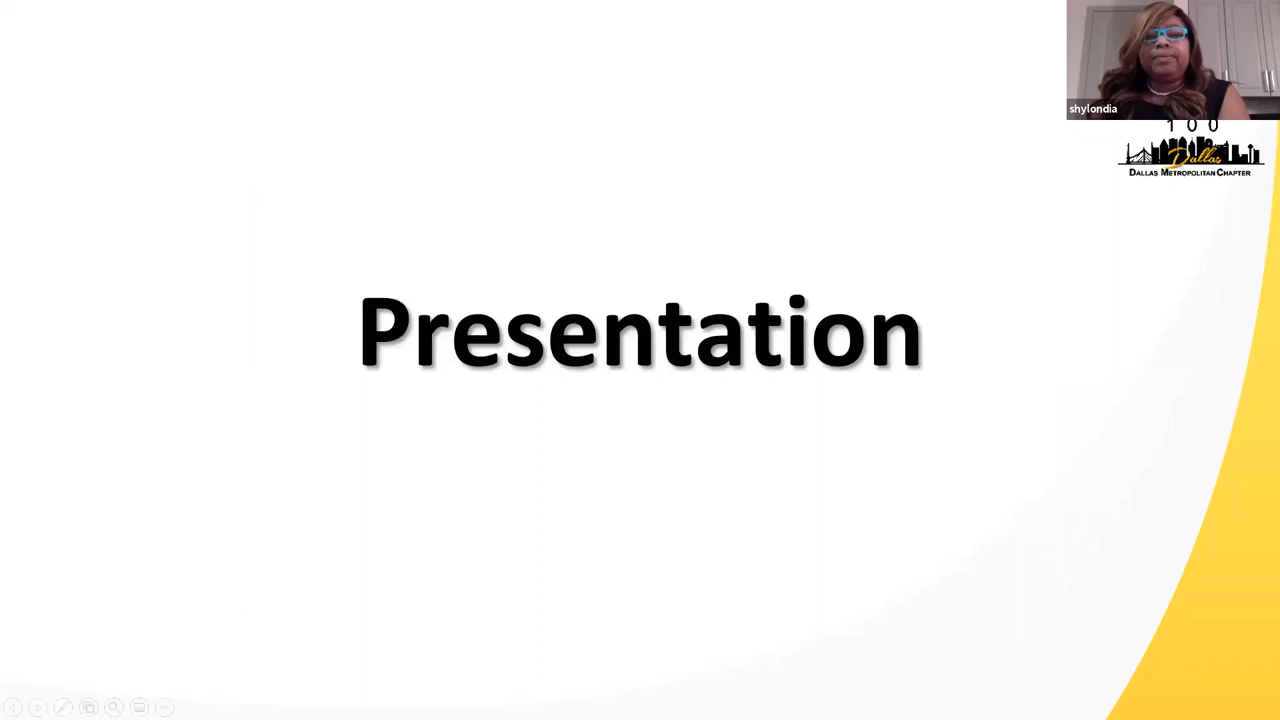 shylondia
100
Dallas
DALLAS METROPOLITAN CHAPTER
Presentation